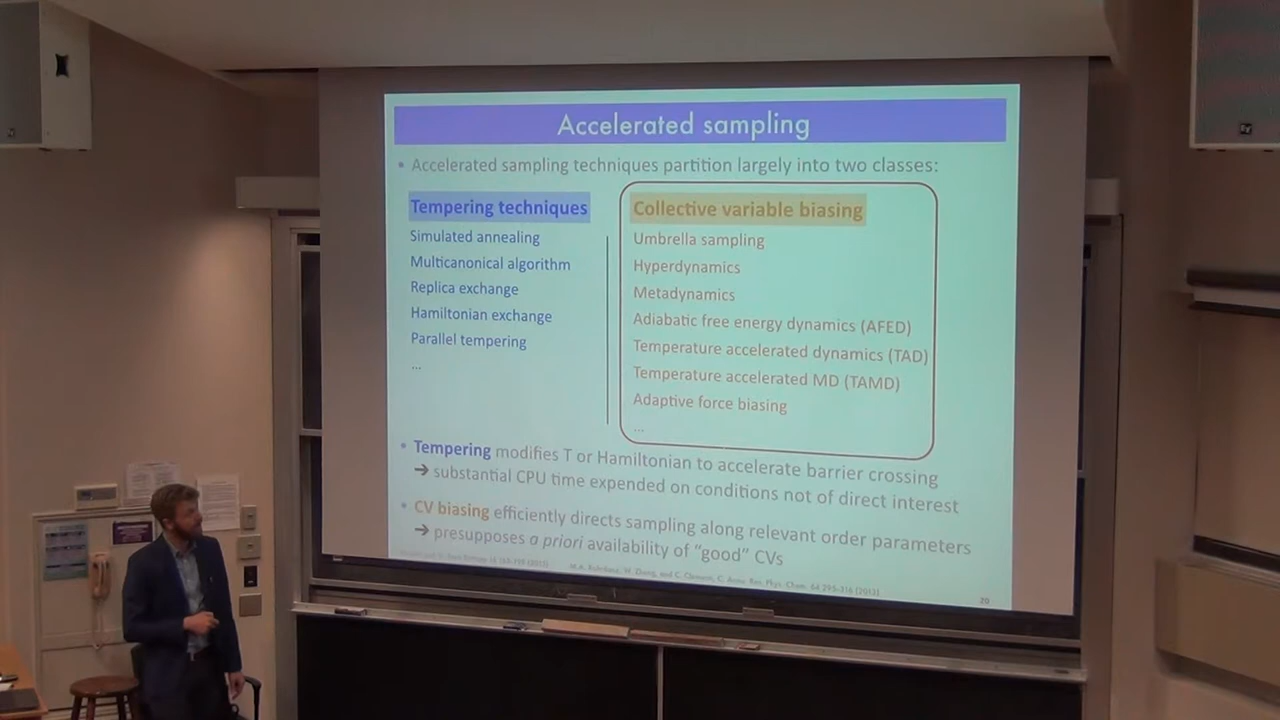 Accelerated sampling
• Accelerated sampling techniques partition largely into two classes:
Tempering techniques
Simulated annealing
Multicanonical algorithm
Replica exchange
Hamiltonian exchange
Parallel tempering
...
Collective variable biasing
Umbrella sampling
Hyperdynamics
Metadynamics
Adiabatic free energy dynamics (AFED)
Temperature accelerated dynamics (TAD)
Temperature accelerated MD (TAMD)
Adaptive force biasing
...
• Tempering modifies T or Hamiltonian to accelerate barrier crossing
➔ substantial CPU time expended on conditions not of direct interest
• CV biasing efficiently directs sampling along relevant order parameters
➔ presupposes a priori availability of "good" CVs
M.A. Rohrdanz, W. Zheng, and C. Clementi, C. Annu. Rev. Phys. Chem. 64 295-316 (2013)
20